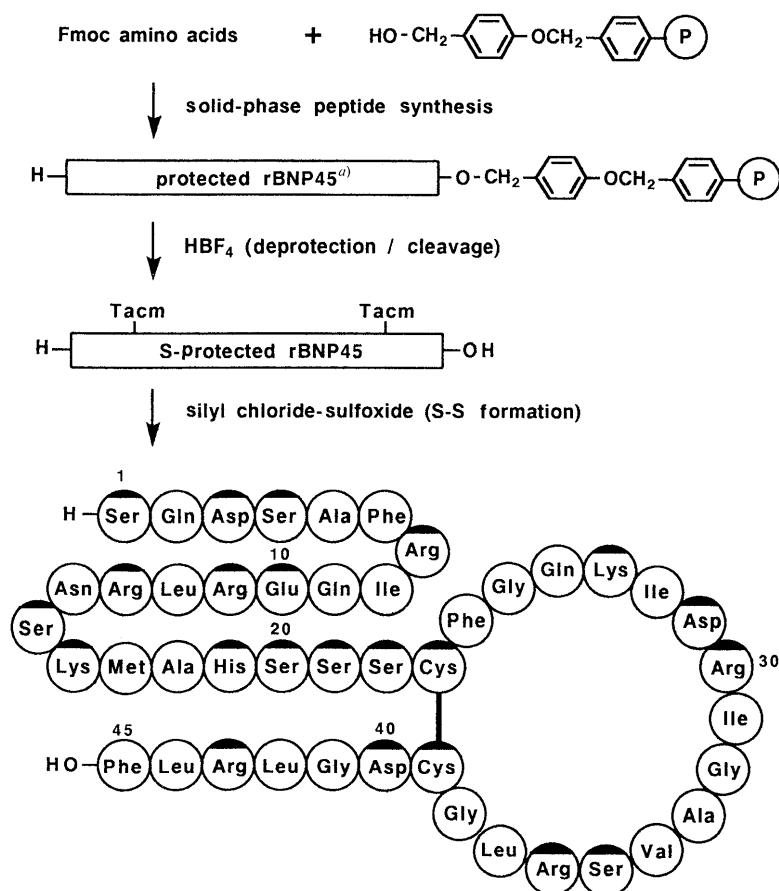 Fmoc amino acids + HO-CH2 OCH2 P
solid-phase peptide synthesis
H protected rBNP45a) O-CH2 OCH2 P
HBF4 (deprotection / cleavage)
Tacm Tacm
H S-protected rBNP45 OH
silyl chloride-sulfoxide (S-S formation)
1
H Ser Gln Asp Ser Ala Phe
Arg
10
Asn Arg Leu Arg Glu Gln Ile
Ser
20
Lys Met Ala His Ser Ser Ser Cys
Phe Gly Gln Lys Ile Asp
Arg 30
Ile
Gly
Ala
Val
Ser
Arg
Leu
Gly
45 40
HO Phe Leu Arg Leu Gly Asp Cys